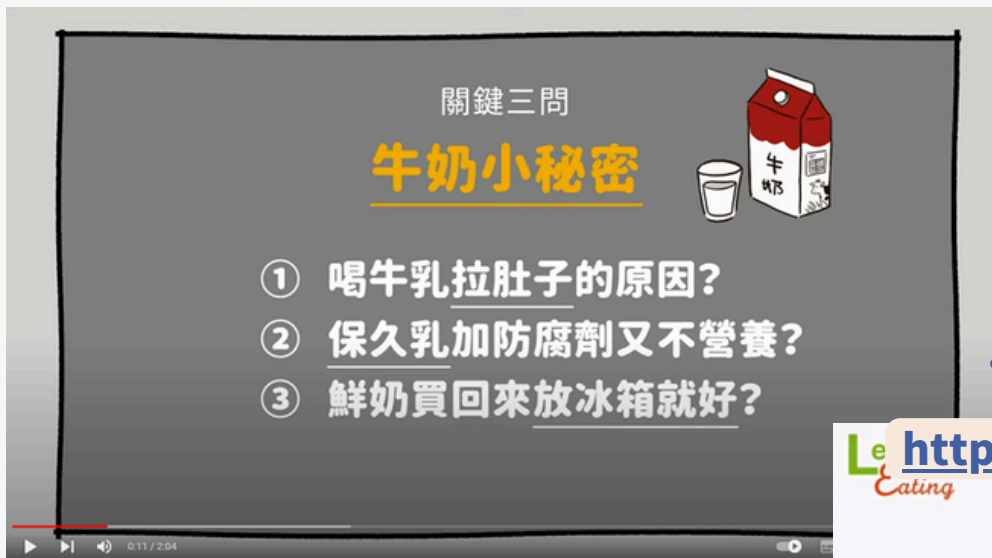 關鍵三問
牛奶小秘密
牛
奶
① 喝牛乳拉肚子的原因?
② 保久乳加防腐劑又不營養?
③ 鮮奶買回來放冰箱就好?
Le http
Eating
0:11 / 2:04